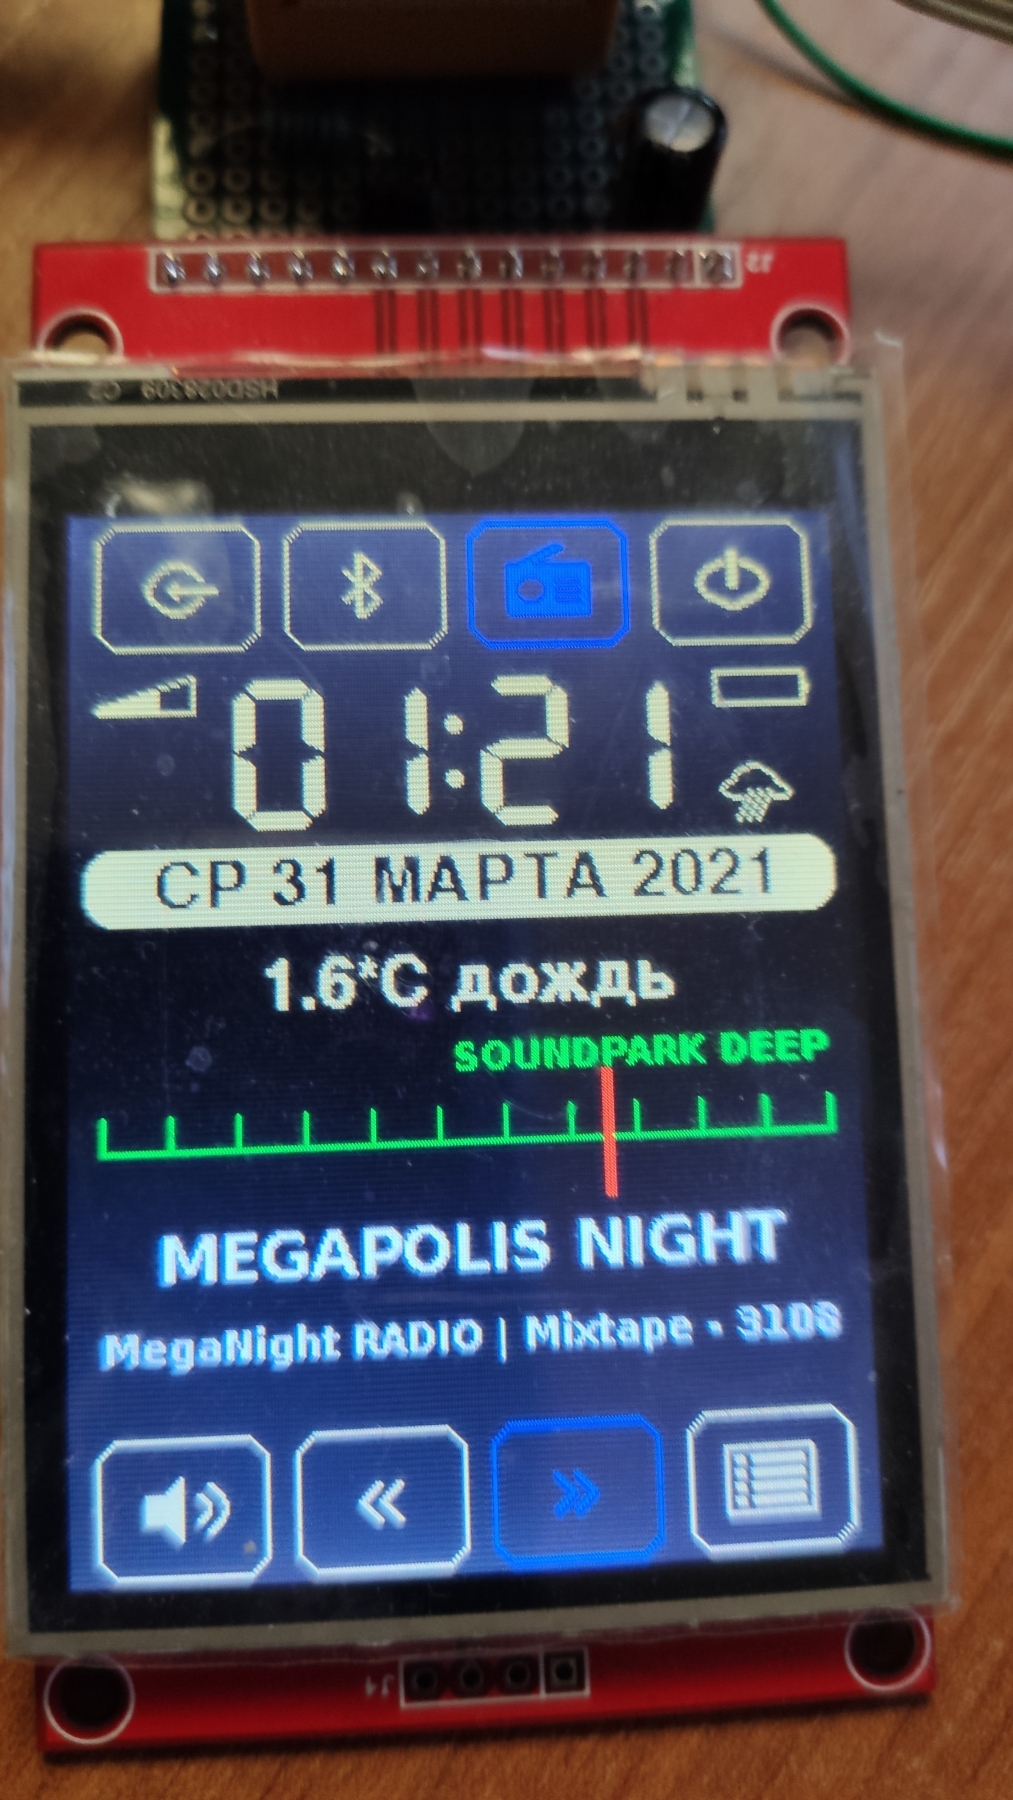 J2
HSD028309 C2
01:21
СР 31 МАРТА 2021
1.6*C дождь
SOUNDPARK DEEP
MEGAPOLIS NIGHT
MegaNight RADIO | Mixtape - 3108
J4